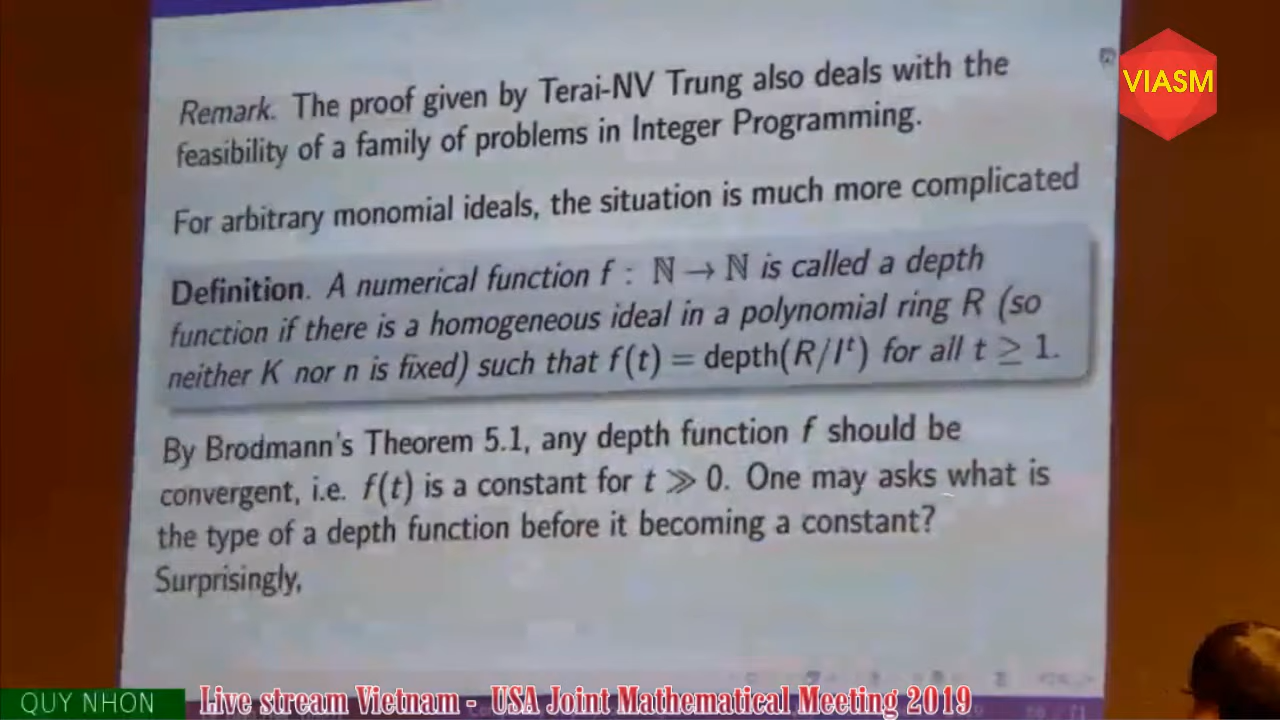 VIASM
Remark. The proof given by Terai-NV Trung also deals with the
feasibility of a family of problems in Integer Programming.
For arbitrary monomial ideals, the situation is much more complicated
Definition. A numerical function f : ℕ → ℕ is called a depth
function if there is a homogeneous ideal in a polynomial ring R (so
neither K nor n is fixed) such that f(t) = depth(R/Iᵗ) for all t ≥ 1.
By Brodmann's Theorem 5.1, any depth function f should be
convergent, i.e. f(t) is a constant for t ≫ 0. One may asks what is
the type of a depth function before it becoming a constant?
Surprisingly,
QUY NHON
Live stream Vietnam - USA Joint Mathematical Meeting 2019